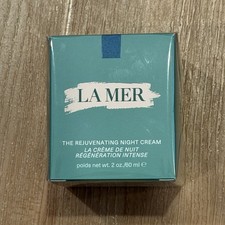 LA MER
THE REJUVENATING NIGHT CREAM
LA CRÈME DE NUIT
RÉGÉNÉRATION INTENSE
poids net wt. 2 oz./60 ml ℮